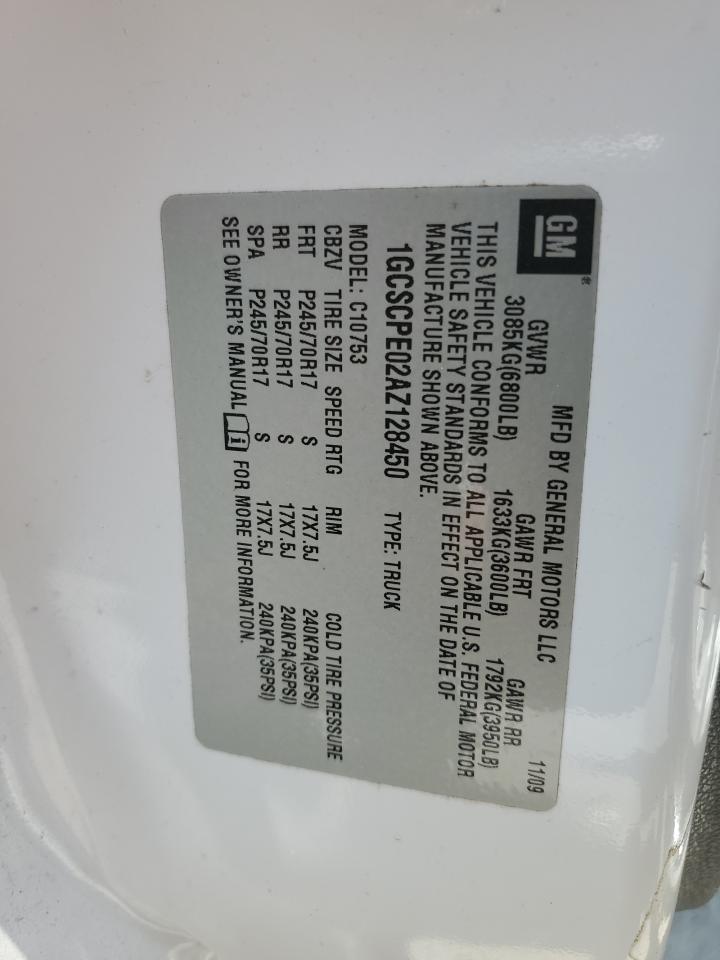 GM®
MFD BY GENERAL MOTORS LLC 11/09
GVWR GAWR FRT GAWR RR
3085KG(6800LB) 1633KG(3600LB) 1792KG(3950LB)
THIS VEHICLE CONFORMS TO ALL APPLICABLE U.S. FEDERAL MOTOR
VEHICLE SAFETY STANDARDS IN EFFECT ON THE DATE OF
MANUFACTURE SHOWN ABOVE.
1GCSCPE02AZ128450 TYPE: TRUCK
MODEL: C10753
CBZV TIRE SIZE SPEED RTG RIM COLD TIRE PRESSURE
FRT P245/70R17 S 17X7.5J 240KPA(35PSI)
RR P245/70R17 S 17X7.5J 240KPA(35PSI)
SPA P245/70R17 S 17X7.5J 240KPA(35PSI)
SEE OWNER'S MANUAL i FOR MORE INFORMATION.